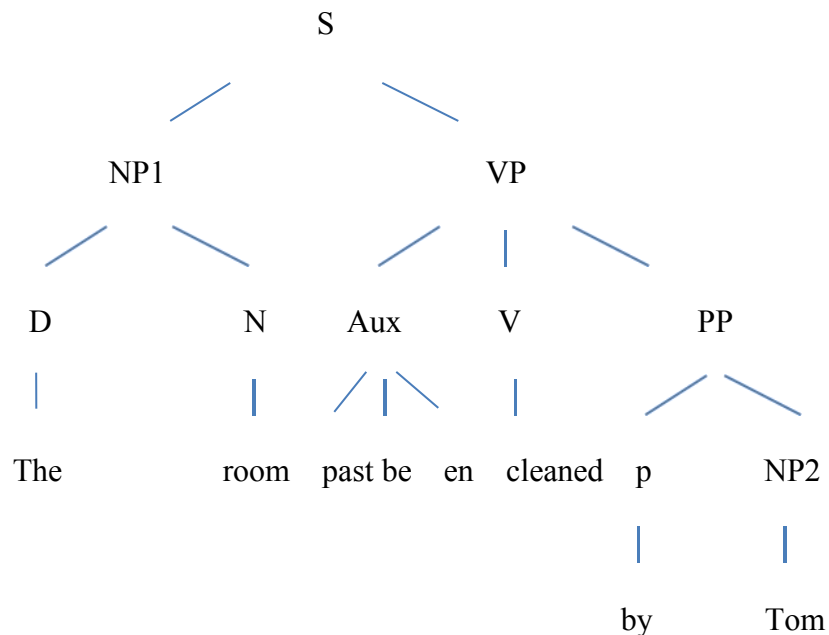 S
NP1 VP
D N Aux V PP
The room past be en cleaned p NP2
by Tom